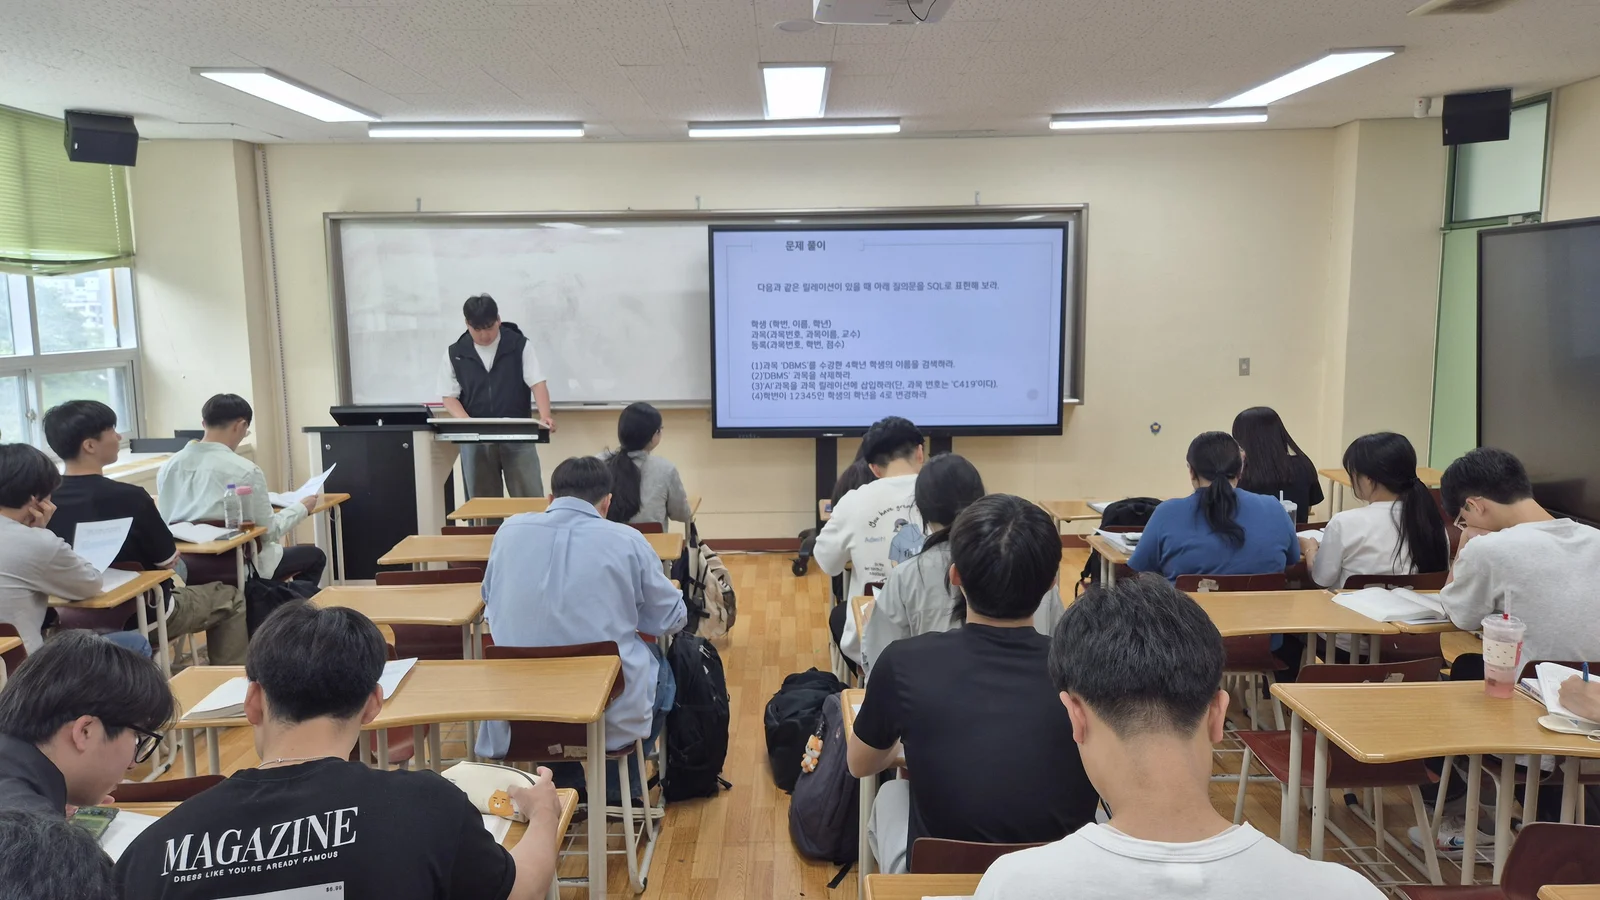 문제 풀이
다음과 같은 릴레이션이 있을 때 아래 질의문을 SQL로 표현해 보라.
학생 (학번, 이름, 학년)
과목(과목번호, 과목이름, 교수)
등록(과목번호, 학번, 점수)
(1)과목 'DBMS'를 수강한 4학년 학생의 이름을 검색하라.
(2)'DBMS' 과목을 삭제하라
(3)'AI'과목을 과목 릴레이션에 삽입하라(단, 과목 번호는 'C419'이다).
(4)학번이 12345인 학생의 학년을 4로 변경하라
MAGAZINE
DRESS LIKE YOU'RE AREADY FAMOUS
$6.99